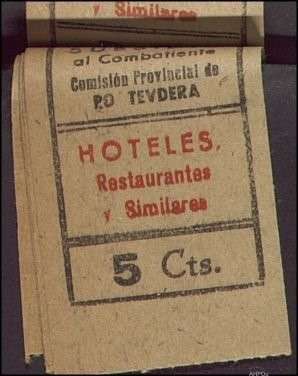 y Similares
al Combatiente
Comisión Provincial de
PO TEVDERA
HOTELES,
Restaurantes
y Similares
5 Cts.